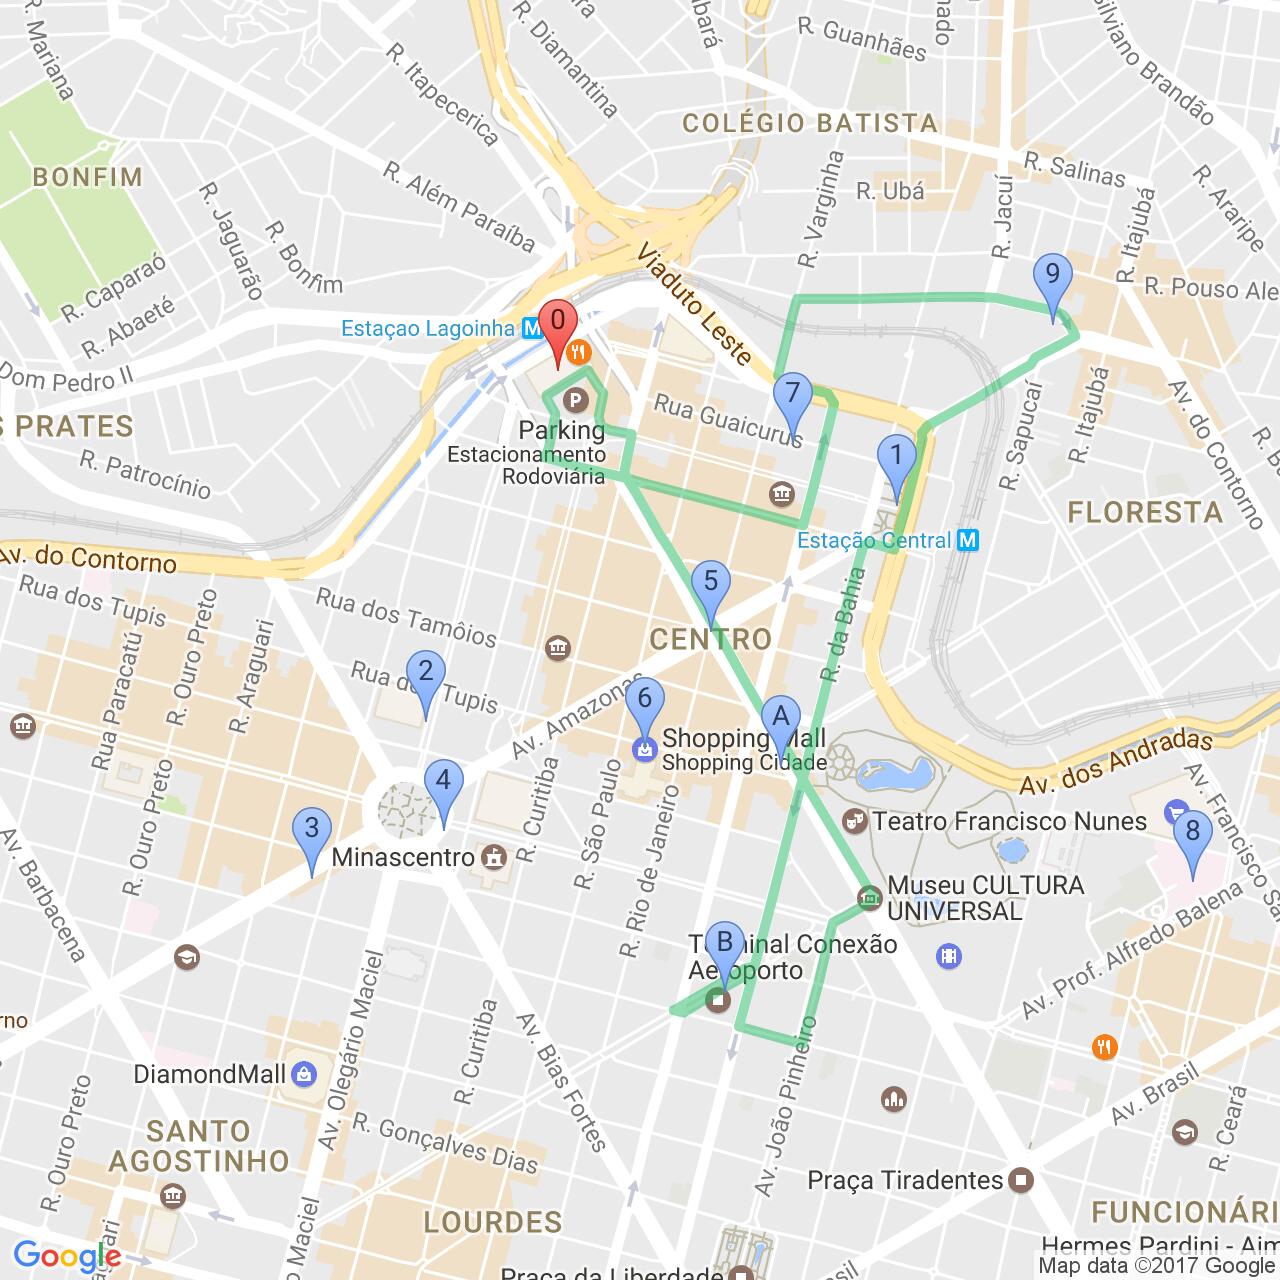 R. Mariana
R. Diamantina
R. Itapecerica
R. Guanhães
Silviano Brandão
COLÉGIO BATISTA
BONFIM
R. Além Paraíba
R. Varginha
R. Ubá
R. Salinas
R. Jacuí
R. Itajubá
R. Araripe
R. Jaguarão
R. Bonfim
R. Caparaó
R. Abaeté
Viaduto Leste
R. Pouso Ale
9
Estaçao Lagoinha M
0
Dom Pedro II
S PRATES
R. Patrocínio
P
Parking
Estacionamento
Rodoviária
Rua Guaicurus
7
1
R. Sapucaí
R. Itajubá
Av. do Contorno
FLORESTA
Estação Central M
Av. do Contorno
Rua dos Tupis
R. Ouro Preto
Rua dos Tamôios
5
CENTRO
R. da Bahia
Rua Paracatú
R. Araguari
2
Rua dos Tupis
Av. Amazonas
6
A
Shopping Mall
Shopping Cidade
Av. dos Andradas
Av. Francisco Sa
R. Ouro Preto
4
3
R. Curitiba
R. São Paulo
R. Rio de Janeiro
Teatro Francisco Nunes
8
Minascentro
Museu CULTURA
UNIVERSAL
Av. Barbacena
Av. Prof. Alfredo Balena
B
Terminal Conexão
Aeroporto
rno
Av. Olegário Maciel
R. Curitiba
Av. Bias Fortes
DiamondMall
R. Ouro Preto
Av. João Pinheiro
Av. Brasil
R. Ceará
SANTO
AGOSTINHO
R. Gonçalves Dias
Praça Tiradentes
LOURDES
FUNCIONÁRI
Maciel
Hermes Pardini - Aim
Google
Praça da Liberdade
Map data ©2017 Google